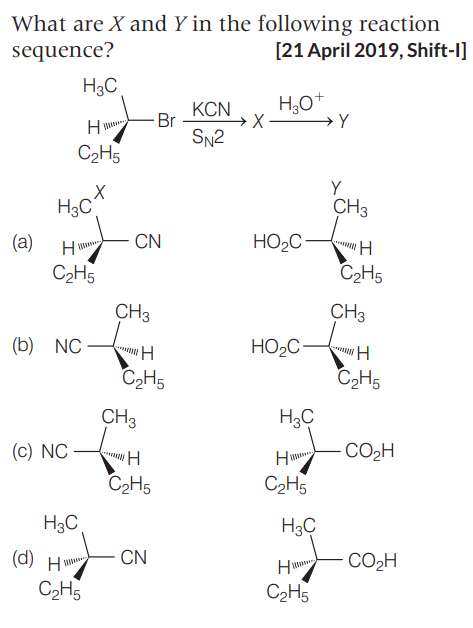 What are X and Y in the following reaction
sequence? [21 April 2019, Shift-I]
H₃C
H Br KCN X H₃O⁺ Y
C₂H₅ SN2
X Y
(a) H₃C CH₃
H CN HO₂C H
C₂H₅ C₂H₅
CH₃ CH₃
(b) NC H HO₂C H
C₂H₅ C₂H₅
CH₃ H₃C
(c) NC H H CO₂H
C₂H₅ C₂H₅
H₃C H₃C
(d) H CN H CO₂H
C₂H₅ C₂H₅